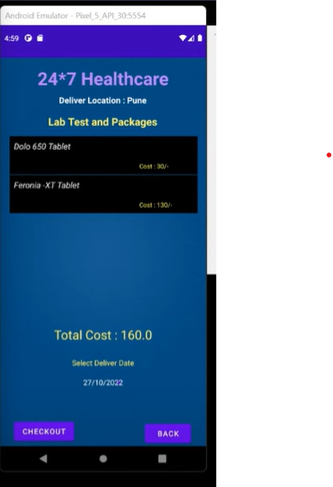 Android Emulator - Pixel_5_API_30:5554
4:59
24*7 Healthcare
Deliver Location : Pune
Lab Test and Packages
Dolo 650 Tablet
Cost : 30/-
Feronia -XT Tablet
Cost : 130/-
Total Cost : 160.0
Select Deliver Date
27/10/2022
CHECKOUT
BACK